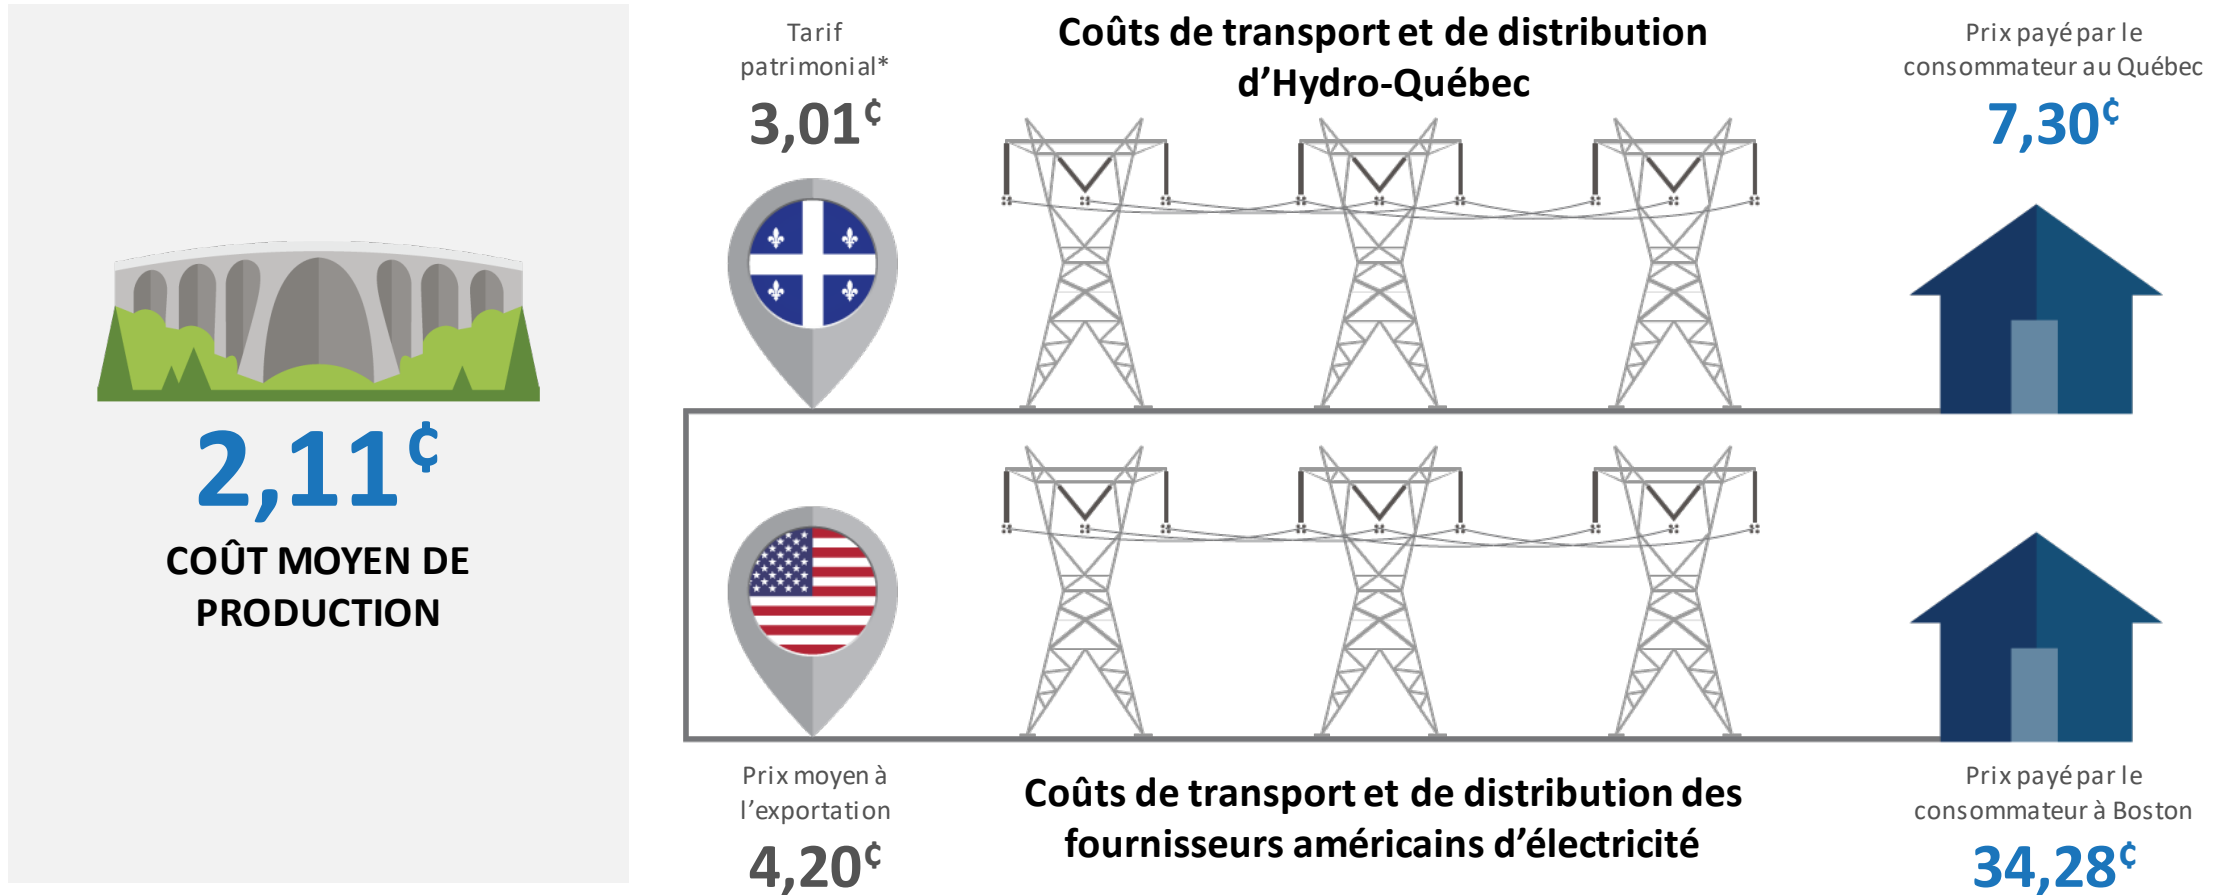 2,11¢
COÛT MOYEN DE
PRODUCTION
Tarif
patrimonial*
3,01¢
Coûts de transport et de distribution
d’Hydro-Québec
Prix payé par le
consommateur au Québec
7,30¢
Prix moyen à
l’exportation
4,20¢
Coûts de transport et de distribution des
fournisseurs américains d’électricité
Prix payé par le
consommateur à Boston
34,28¢